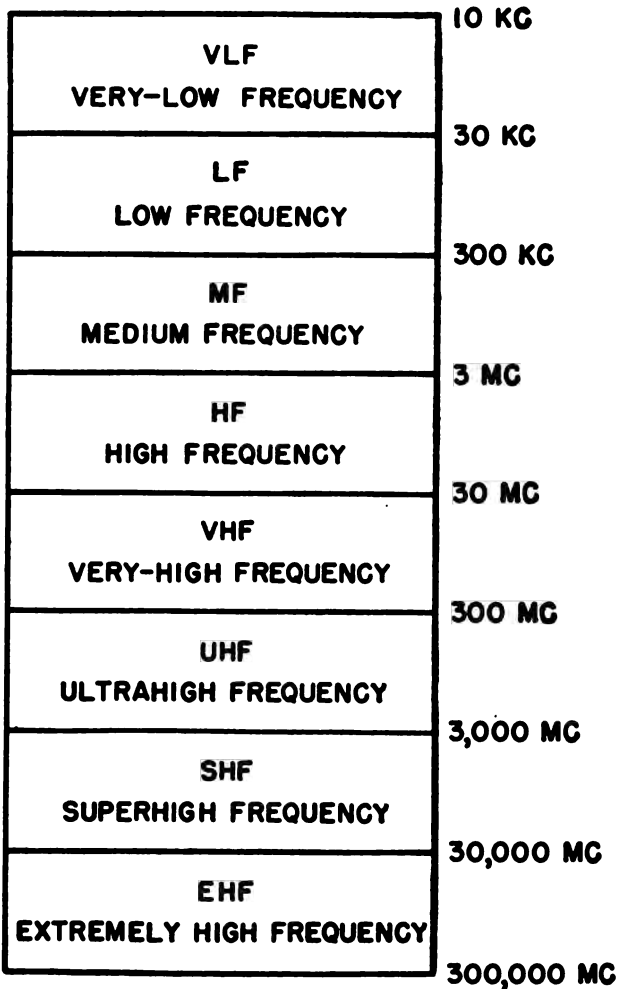 10 KC
VLF
VERY-LOW FREQUENCY
30 KC
LF
LOW FREQUENCY
300 KC
MF
MEDIUM FREQUENCY
3 MC
HF
HIGH FREQUENCY
30 MC
VHF
VERY-HIGH FREQUENCY
300 MC
UHF
ULTRAHIGH FREQUENCY
3,000 MC
SHF
SUPERHIGH FREQUENCY
30,000 MC
EHF
EXTREMELY HIGH FREQUENCY
300,000 MC